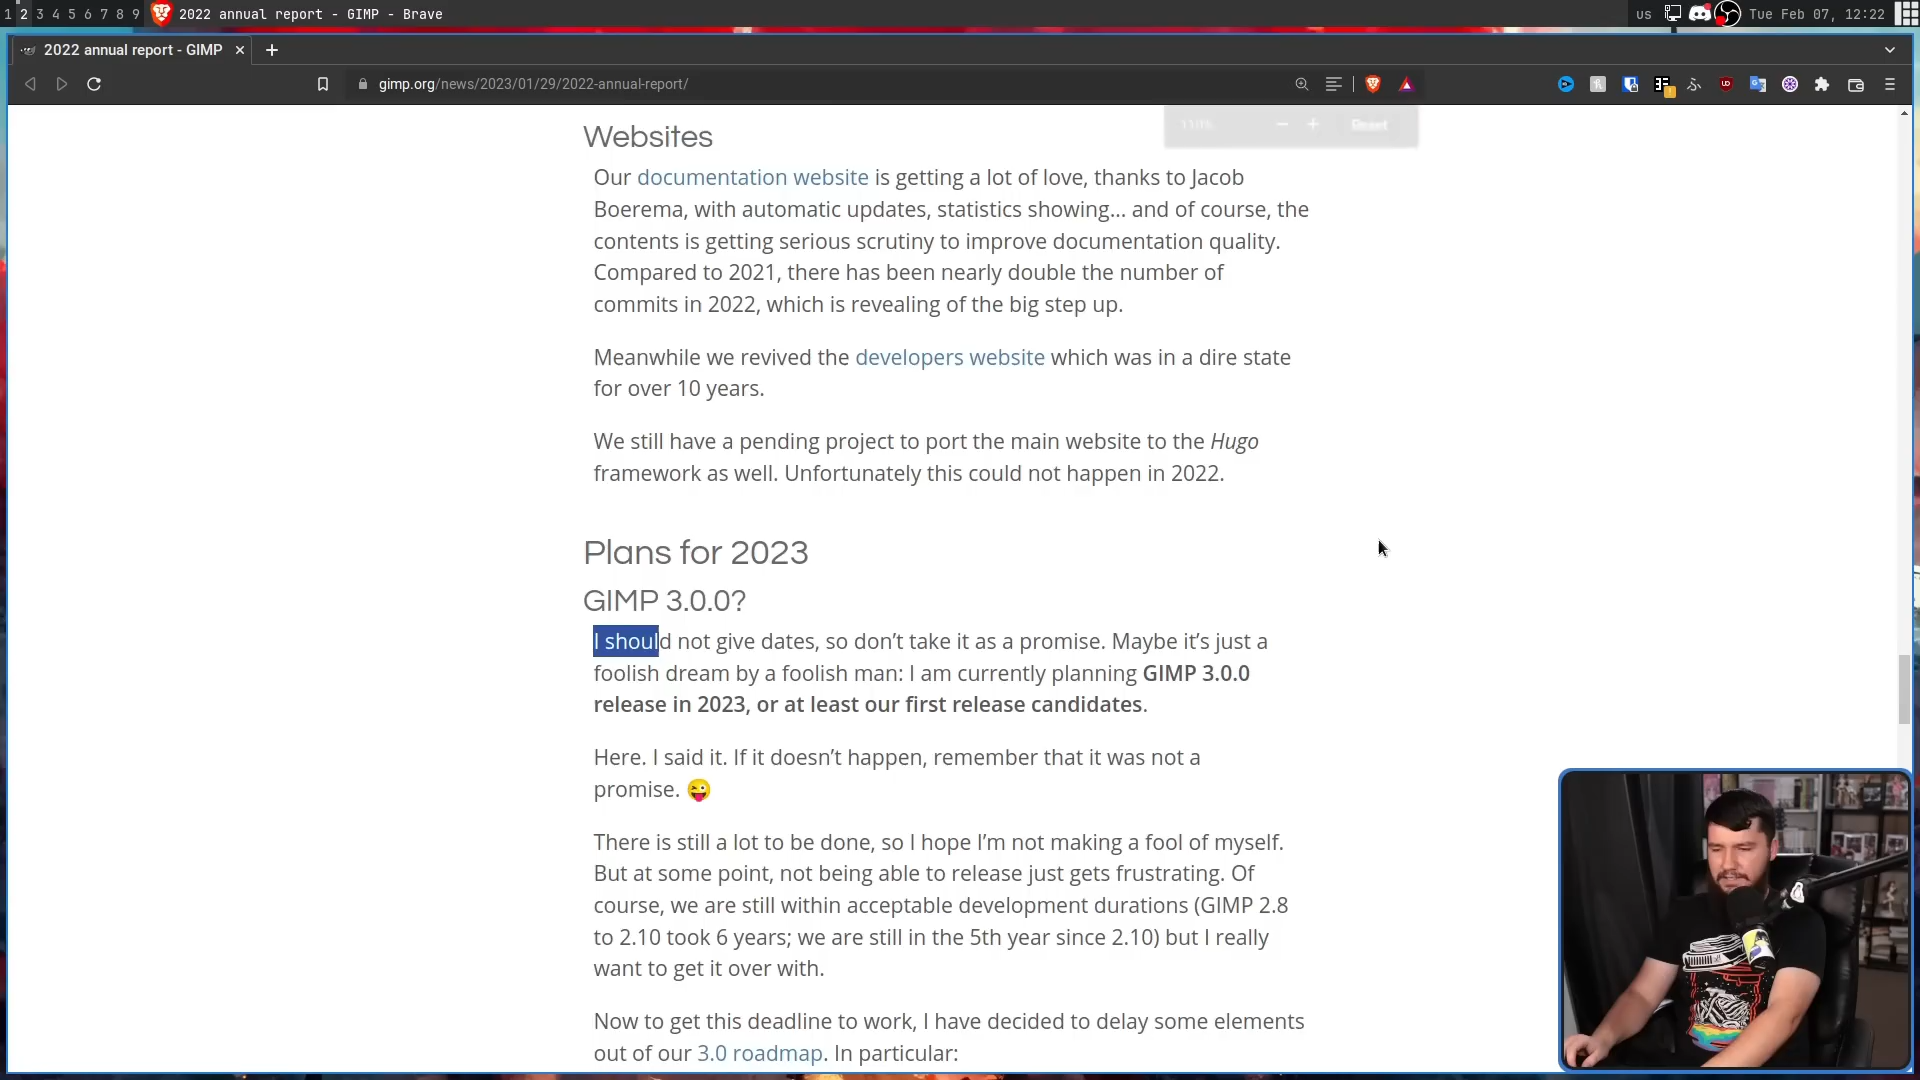 1 2 3 4 5 6 7 8 9 2022 annual report - GIMP - Brave
us Tue Feb 07, 12:22
2022 annual report - GIMP
gimp.org/news/2023/01/29/2022-annual-report/
110% Reset
Websites
Our documentation website is getting a lot of love, thanks to Jacob
Boerema, with automatic updates, statistics showing... and of course, the
contents is getting serious scrutiny to improve documentation quality.
Compared to 2021, there has been nearly double the number of
commits in 2022, which is revealing of the big step up.
Meanwhile we revived the developers website which was in a dire state
for over 10 years.
We still have a pending project to port the main website to the Hugo
framework as well. Unfortunately this could not happen in 2022.
Plans for 2023
GIMP 3.0.0?
I should not give dates, so don’t take it as a promise. Maybe it’s just a
foolish dream by a foolish man: I am currently planning GIMP 3.0.0
release in 2023, or at least our first release candidates.
Here. I said it. If it doesn’t happen, remember that it was not a
promise. 😜
There is still a lot to be done, so I hope I’m not making a fool of myself.
But at some point, not being able to release just gets frustrating. Of
course, we are still within acceptable development durations (GIMP 2.8
to 2.10 took 6 years; we are still in the 5th year since 2.10) but I really
want to get it over with.
Now to get this deadline to work, I have decided to delay some elements
out of our 3.0 roadmap. In particular: